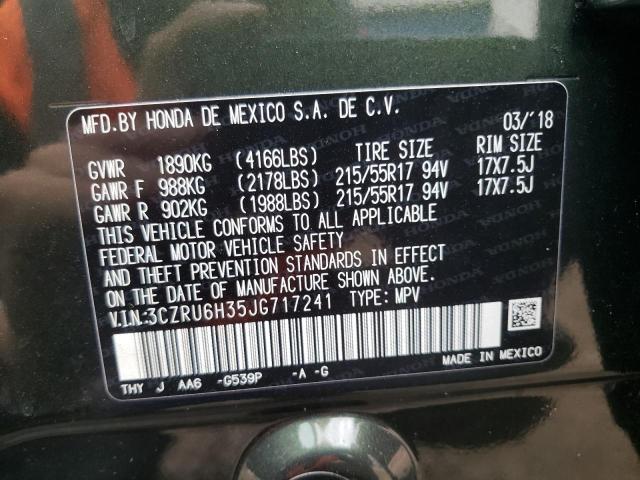 MFD.BY HONDA DE MEXICO S.A. DE C.V. 03/'18
GVWR 1890KG (4166LBS) TIRE SIZE RIM SIZE
GAWR F 988KG (2178LBS) 215/55R17 94V 17X7.5J
GAWR R 902KG (1988LBS) 215/55R17 94V 17X7.5J
THIS VEHICLE CONFORMS TO ALL APPLICABLE
FEDERAL MOTOR VEHICLE SAFETY
AND THEFT PREVENTION STANDARDS IN EFFECT
ON THE DATE OF MANUFACTURE SHOWN ABOVE.
V.I.N:3CZRU6H35JG717241 TYPE: MPV
MADE IN MEXICO
THY J AA6 -G539P -A -G